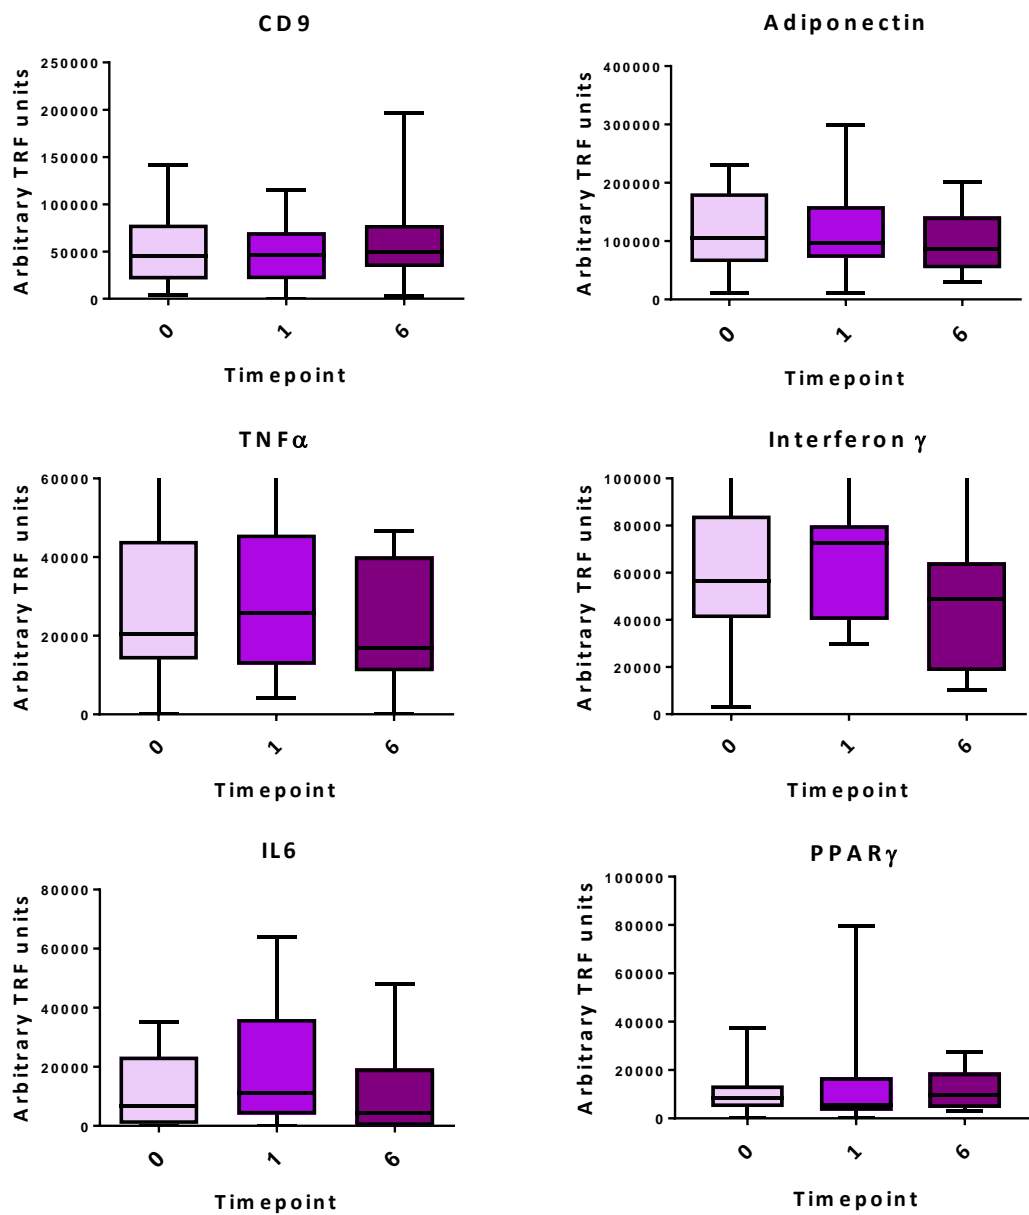 CD9
Arbitrary TRF units
250000
200000
150000
100000
50000
0
0
1
6
Timepoint
Adiponectin
Arbitrary TRF units
400000
300000
200000
100000
0
0
1
6
Timepoint
TNFα
Arbitrary TRF units
60000
40000
20000
0
0
1
6
Timepoint
Interferon γ
Arbitrary TRF units
100000
80000
60000
40000
20000
0
0
1
6
Timepoint
IL6
Arbitrary TRF units
80000
60000
40000
20000
0
0
1
6
Timepoint
PPARγ
Arbitrary TRF units
100000
80000
60000
40000
20000
0
0
1
6
Timepoint